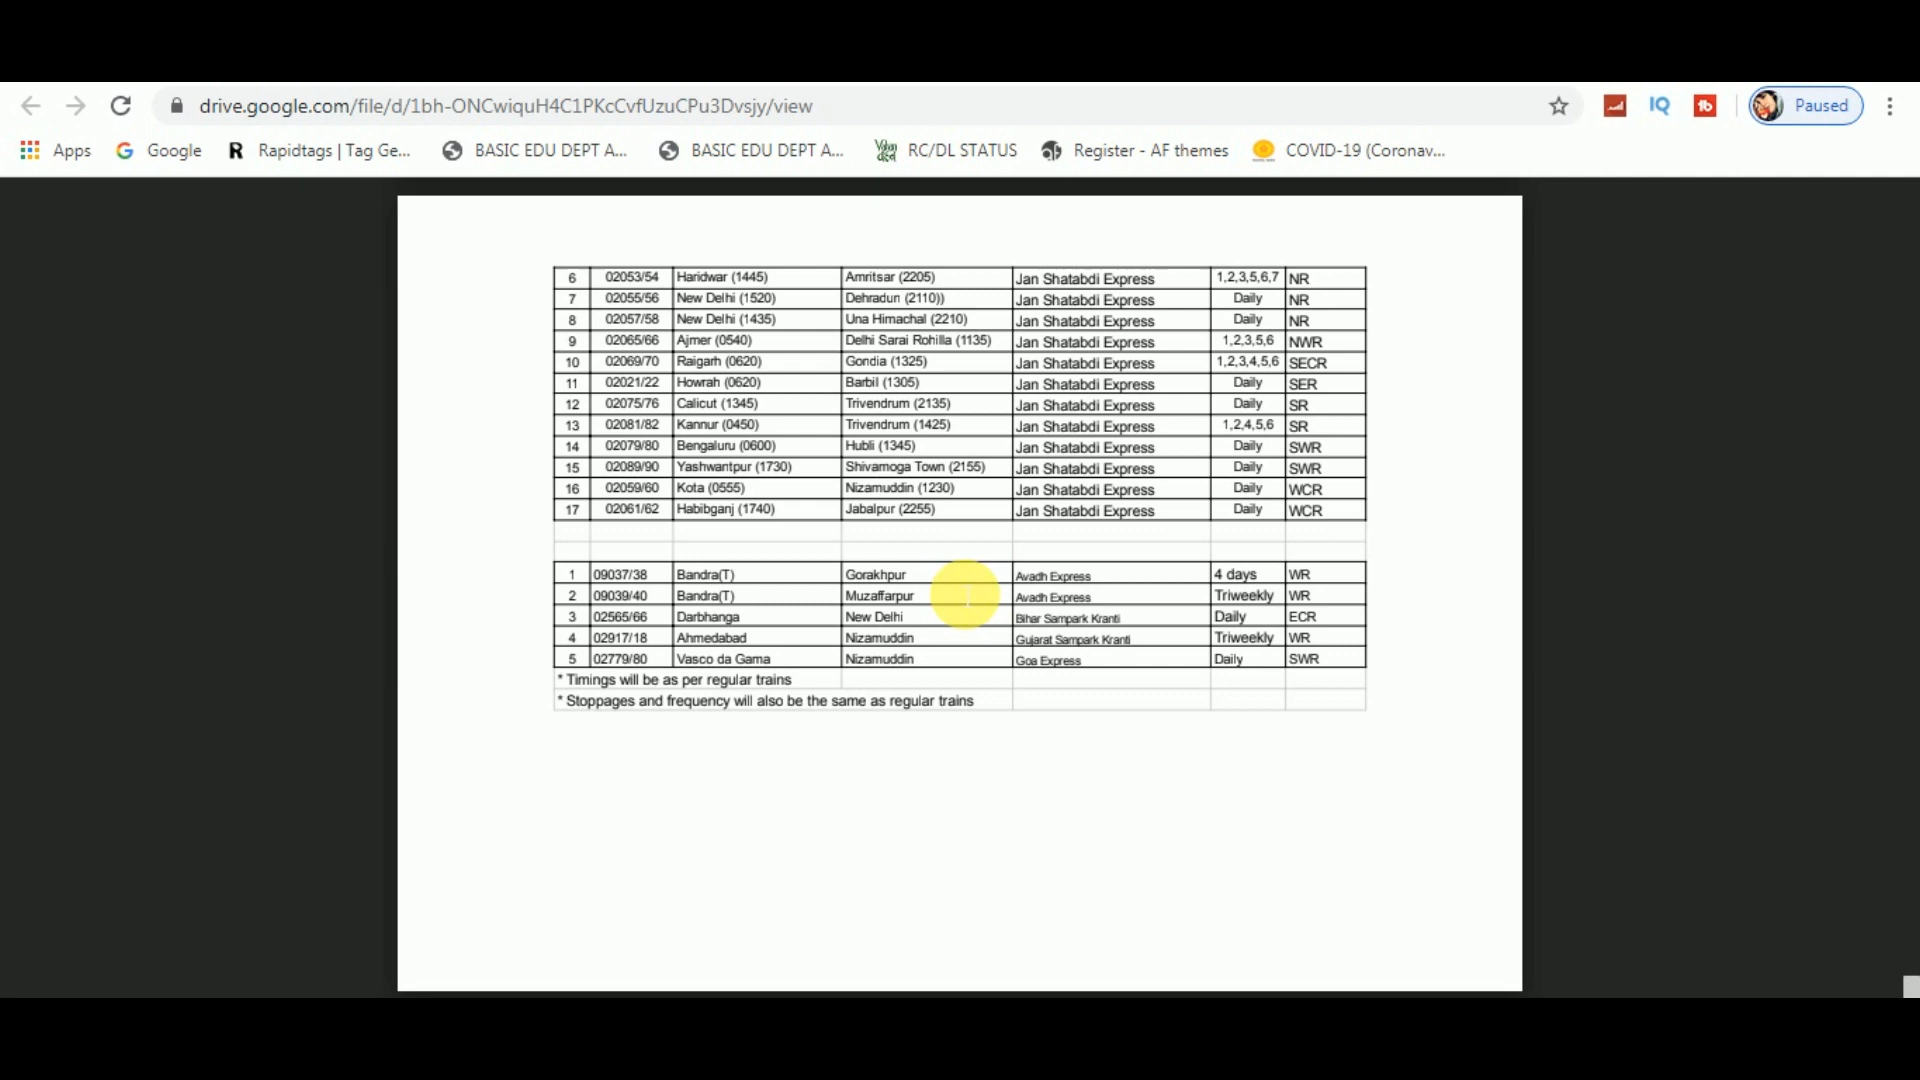 drive.google.com/file/d/1bh-ONCwiquH4C1PKcCvfUzuCPu3Dvsjy/view IQ tb Paused
Apps Google R Rapidtags | Tag Ge... BASIC EDU DEPT A... BASIC EDU DEPT A... RC/DL STATUS Register - AF themes COVID-19 (Coronav...
6 02053/54 Haridwar (1445) Amritsar (2205) Jan Shatabdi Express 1,2,3,5,6,7 NR
7 02055/56 New Delhi (1520) Dehradun (2110)) Jan Shatabdi Express Daily NR
8 02057/58 New Delhi (1435) Una Himachal (2210) Jan Shatabdi Express Daily NR
9 02065/66 Ajmer (0540) Delhi Sarai Rohilla (1135) Jan Shatabdi Express 1,2,3,5,6 NWR
10 02069/70 Raigarh (0620) Gondia (1325) Jan Shatabdi Express 1,2,3,4,5,6 SECR
11 02021/22 Howrah (0620) Barbil (1305) Jan Shatabdi Express Daily SER
12 02075/76 Calicut (1345) Trivendrum (2135) Jan Shatabdi Express Daily SR
13 02081/82 Kannur (0450) Trivendrum (1425) Jan Shatabdi Express 1,2,4,5,6 SR
14 02079/80 Bengaluru (0600) Hubli (1345) Jan Shatabdi Express Daily SWR
15 02089/90 Yashwantpur (1730) Shivamoga Town (2155) Jan Shatabdi Express Daily SWR
16 02059/60 Kota (0555) Nizamuddin (1230) Jan Shatabdi Express Daily WCR
17 02061/62 Habibganj (1740) Jabalpur (2255) Jan Shatabdi Express Daily WCR
1 09037/38 Bandra(T) Gorakhpur Avadh Express 4 days WR
2 09039/40 Bandra(T) Muzaffarpur Avadh Express Triweekly WR
3 02565/66 Darbhanga New Delhi Bihar Sampark Kranti Daily ECR
4 02917/18 Ahmedabad Nizamuddin Gujarat Sampark Kranti Triweekly WR
5 02779/80 Vasco da Gama Nizamuddin Goa Express Daily SWR
* Timings will be as per regular trains
* Stoppages and frequency will also be the same as regular trains